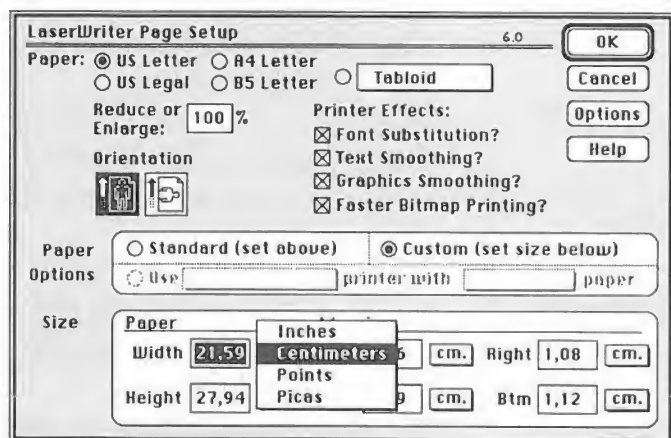 LaserWriter Page Setup 6.0 OK
Paper: US Letter A4 Letter
US Legal B5 Letter Tabloid Cancel
Reduce or Enlarge: 100 % Printer Effects: Options
Font Substitution?
Orientation Text Smoothing? Help
Graphics Smoothing?
Faster Bitmap Printing?
Paper Options Standard (set above) Custom (set size below)
Use printer with paper
Size Paper
Inches
Width 21,59 Centimeters 6 cm. Right 1,08 cm.
Points
Height 27,94 Picas 9 cm. Btm 1,12 cm.